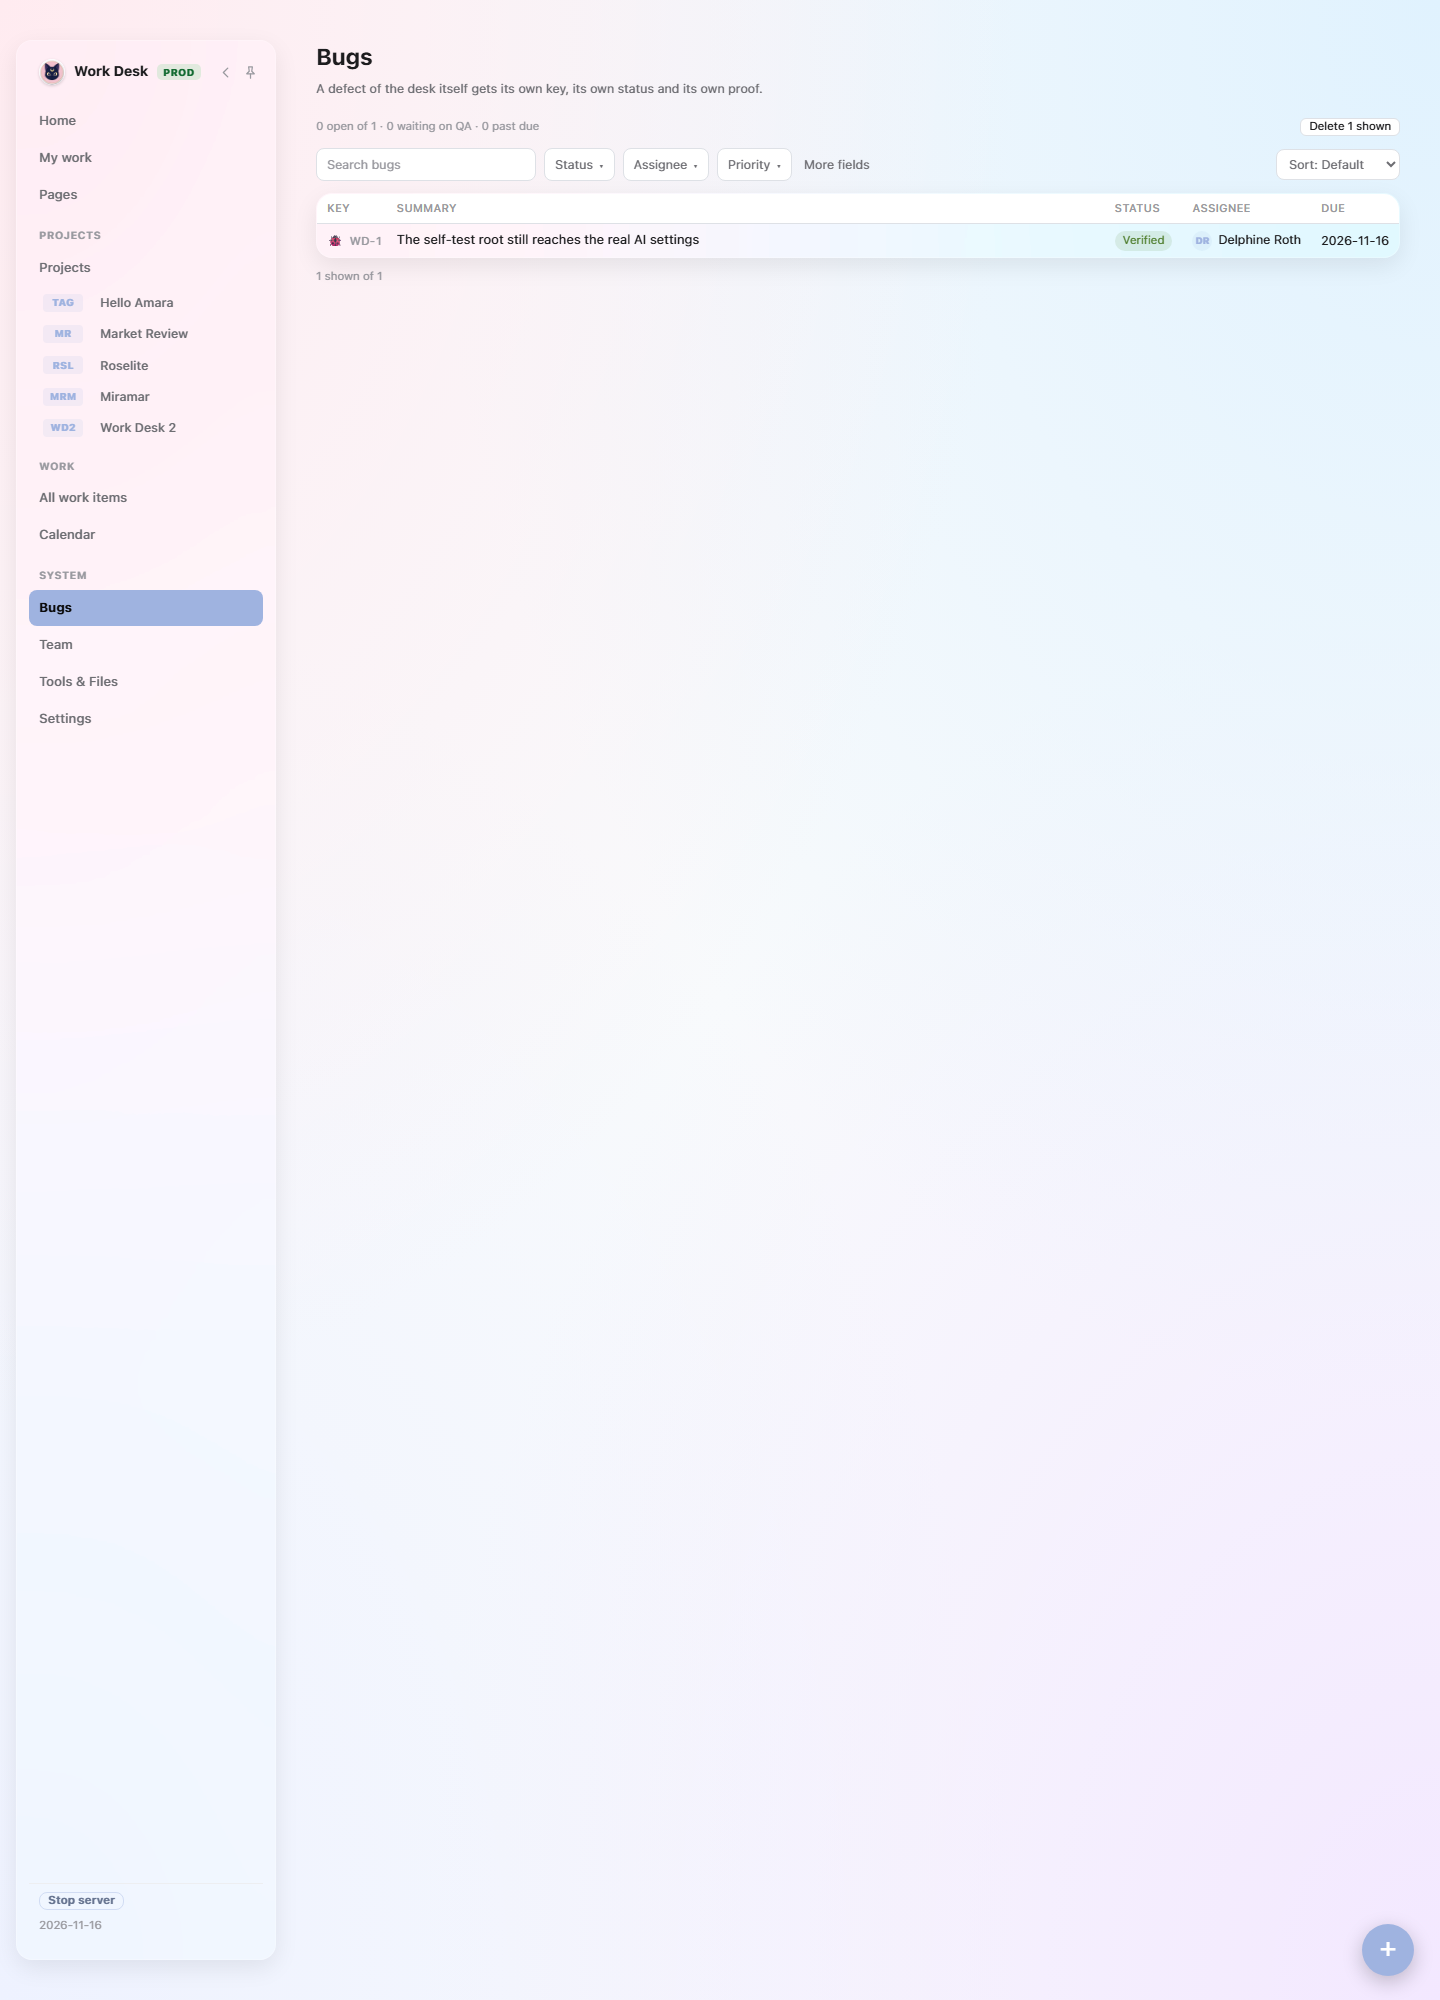 Work Desk PROD
Home
My work
Pages
PROJECTS
Projects
TAG Hello Amara
MR Market Review
RSL Roselite
MRM Miramar
WD2 Work Desk 2
WORK
All work items
Calendar
SYSTEM
Bugs
Team
Tools & Files
Settings
Stop server
2026-11-16
Bugs
A defect of the desk itself gets its own key, its own status and its own proof.
0 open of 1 · 0 waiting on QA · 0 past due
Delete 1 shown
Search bugs Status Assignee Priority More fields Sort: Default
KEY SUMMARY STATUS ASSIGNEE DUE
WD-1 The self-test root still reaches the real AI settings Verified DR Delphine Roth 2026-11-16
1 shown of 1
+